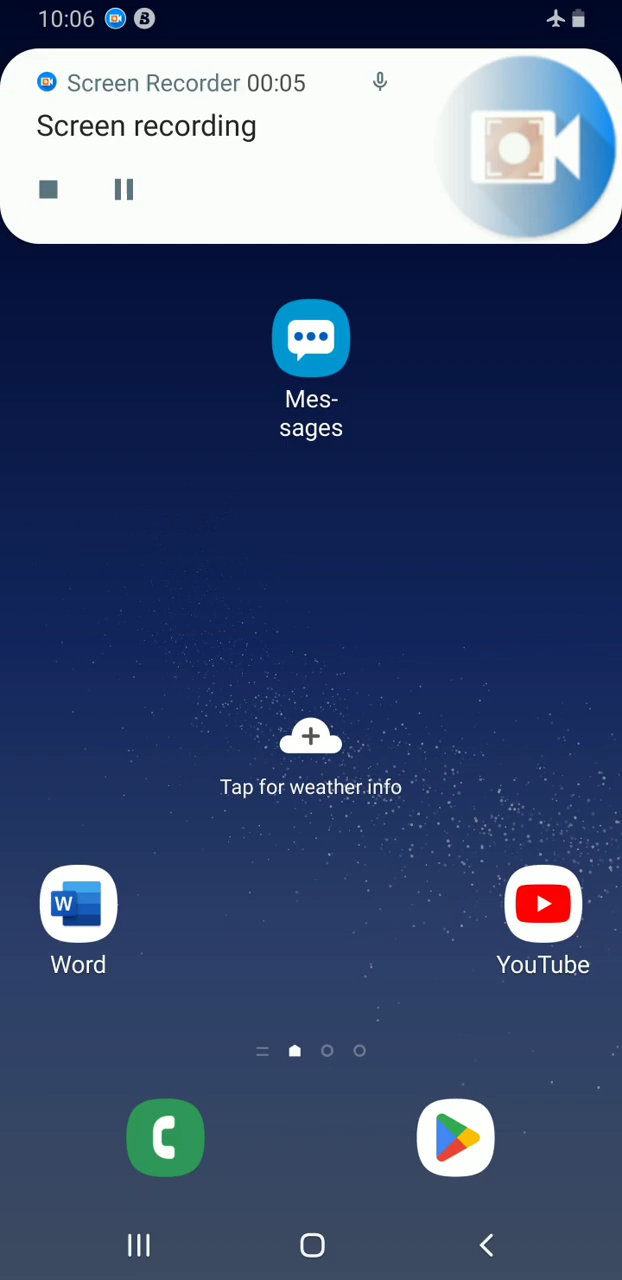 10:06
Screen Recorder 00:05
Screen recording
Mes-
sages
Tap for weather info
W
Word
YouTube